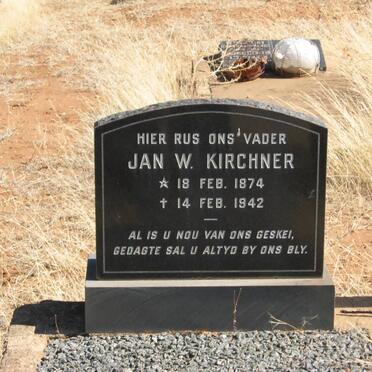 HIER RUS ONS VADER
JAN W. KIRCHNER
☆ 18 FEB. 1874
† 14 FEB. 1942
AL IS U NOU VAN ONS GESKEI,
GEDAGTE SAL U ALTYD BY ONS BLY.